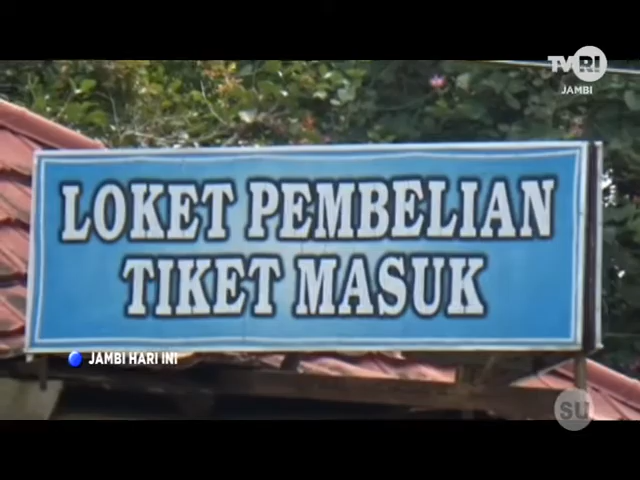 TVRI
JAMBI
LOKET PEMBELIAN
TIKET MASUK
JAMBI HARI INI
SU